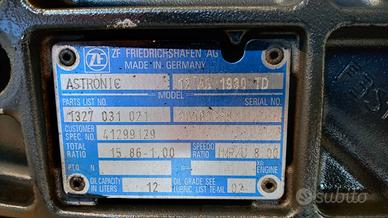 ZF FRIEDRICHSHAFEN AG
MADE IN GERMANY
ASTRONIC 12 AS 1930 TD
MODEL
PARTS LIST NO. SERIAL NO.
1327 031 021
CUSTOMER
SPEC. NO. 41299129
TOTAL
RATIO 15.86-1.00 SPEEDO
RATIO
P.T.O. N
ENGINE
OIL CAPACITY
IN LITERS 12 OIL GRADE SEE
LUBRIC. LIST TE-ML 02
subito